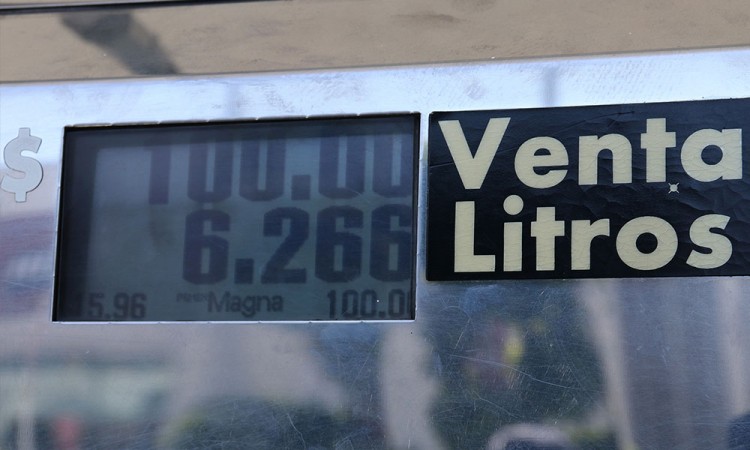 $
100.00
6.266
15.96 Magna 100.00
Venta
Litros